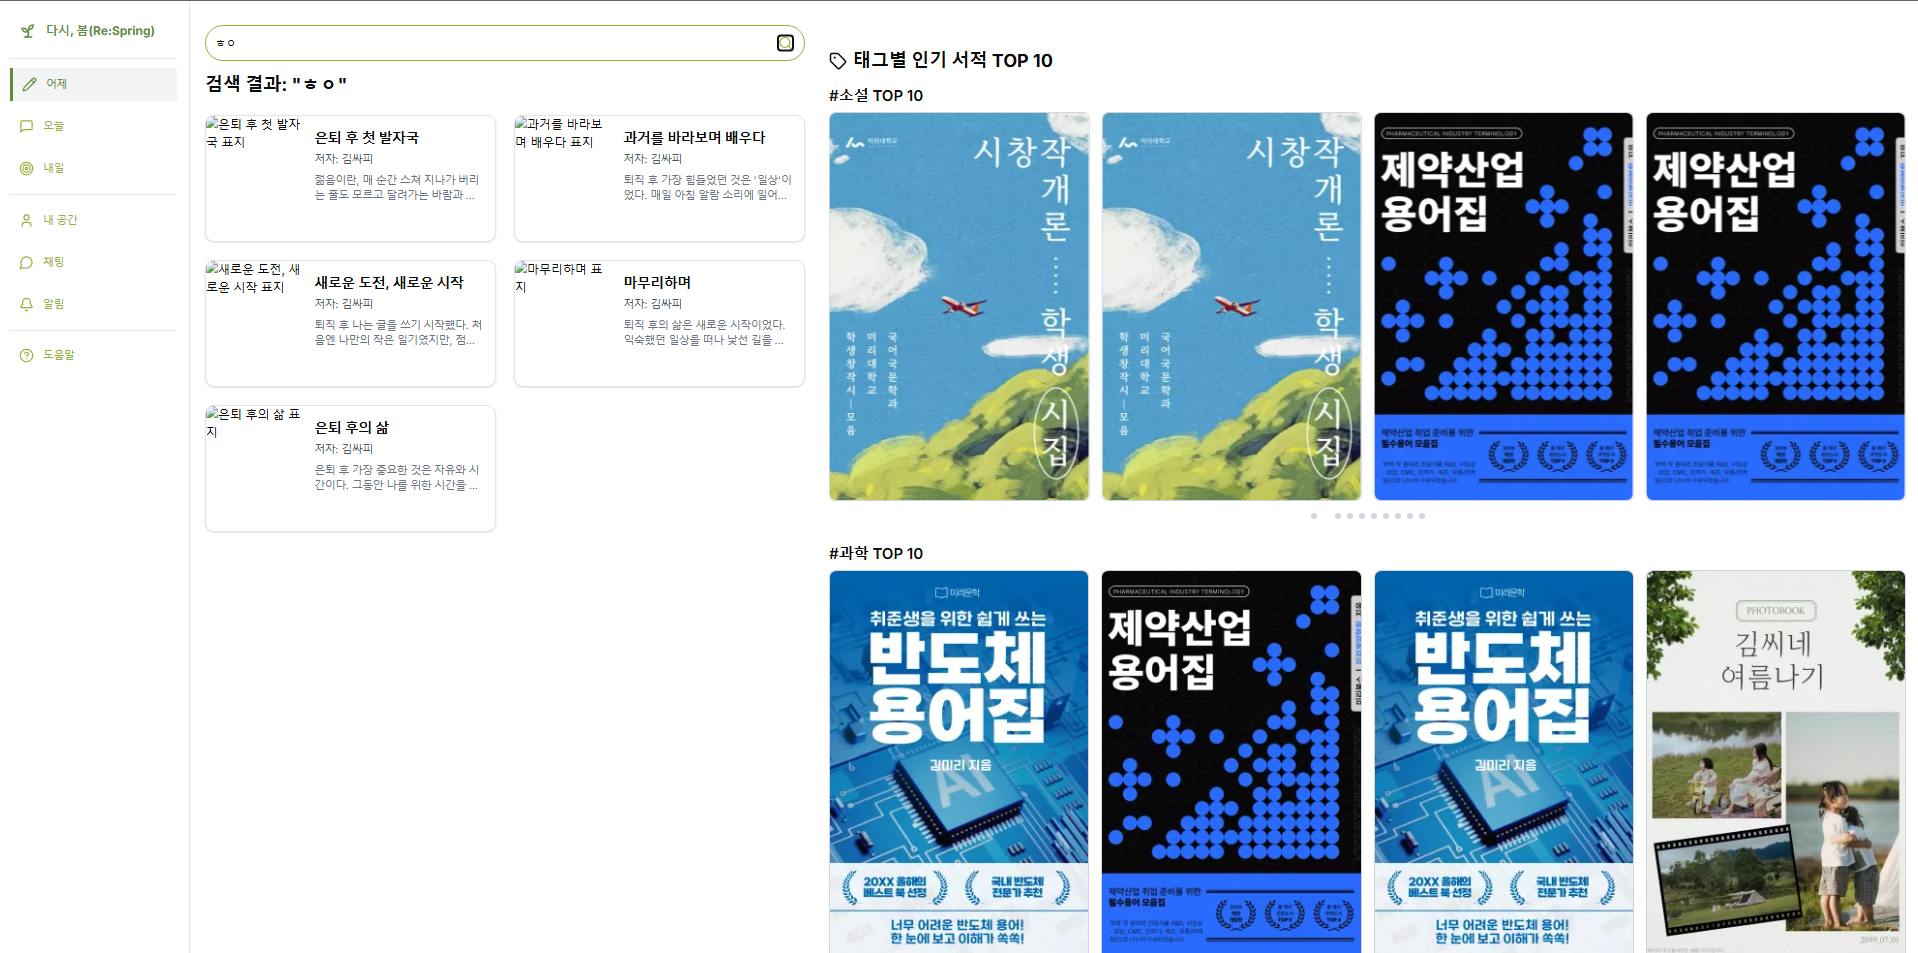 다시, 봄(Re:Spring)
어제
오늘
내일
내 공간
채팅
알림
도움말
ㅎㅇ
검색 결과: "ㅎㅇ"
은퇴 후 첫 발자국 표지
은퇴 후 첫 발자국
저자: 김싸피
젊음이란, 매 순간 스쳐 지나가 버리
는 줄도 모르고 달려가는 바람과 ...
과거를 바라보며 배우다 표지
과거를 바라보며 배우다
저자: 김싸피
퇴직 후 가장 힘들었던 것은 '일상'이
었다. 매일 아침 알람 소리에 일어...
새로운 도전, 새로운 시작 표지
새로운 도전, 새로운 시작
저자: 김싸피
퇴직 후 나는 글을 쓰기 시작했다. 처
음엔 나만의 작은 일기였지만, 점...
마무리하며 표지
마무리하며
저자: 김싸피
퇴직 후의 삶은 새로운 시작이었다.
익숙했던 일상을 떠나 낯선 길을 ...
은퇴 후의 삶 표지
은퇴 후의 삶
저자: 김싸피
은퇴 후 가장 중요한 것은 자유와 시
간이다. 그동안 나를 위한 시간을 ...
태그별 인기 서적 TOP 10
#소설 TOP 10
미리대학교
시창작
개론
......
학생
시집
국어국문학과
미리대학교
학생창작시ㅡ모음
미리대학교
시창작
개론
......
학생
시집
국어국문학과
미리대학교
학생창작시ㅡ모음
PHARMACEUTICAL INDUSTRY TERMINOLOGY
제약산업
용어집
제약산업 취업 준비를 위한
필수용어 모음집
PHARMACEUTICAL INDUSTRY TERMINOLOGY
제약산업
용어집
제약산업 취업 준비를 위한
필수용어 모음집
#과학 TOP 10
미리문학
취준생을 위한 쉽게 쓰는
반도체
용어집
김미리 지음
AI
20XX 올해의
베스트 북 선정
국내 반도체
전문가 추천
너무 어려운 반도체 용어!
한 눈에 보고 이해가 쏙쏙!
PHARMACEUTICAL INDUSTRY TERMINOLOGY
제약산업
용어집
제약산업 취업 준비를 위한
필수용어 모음집
미리문학
취준생을 위한 쉽게 쓰는
반도체
용어집
김미리 지음
AI
20XX 올해의
베스트 북 선정
국내 반도체
전문가 추천
너무 어려운 반도체 용어!
한 눈에 보고 이해가 쏙쏙!
PHOTOBOOK
김씨네
여름나기
2099.07.01